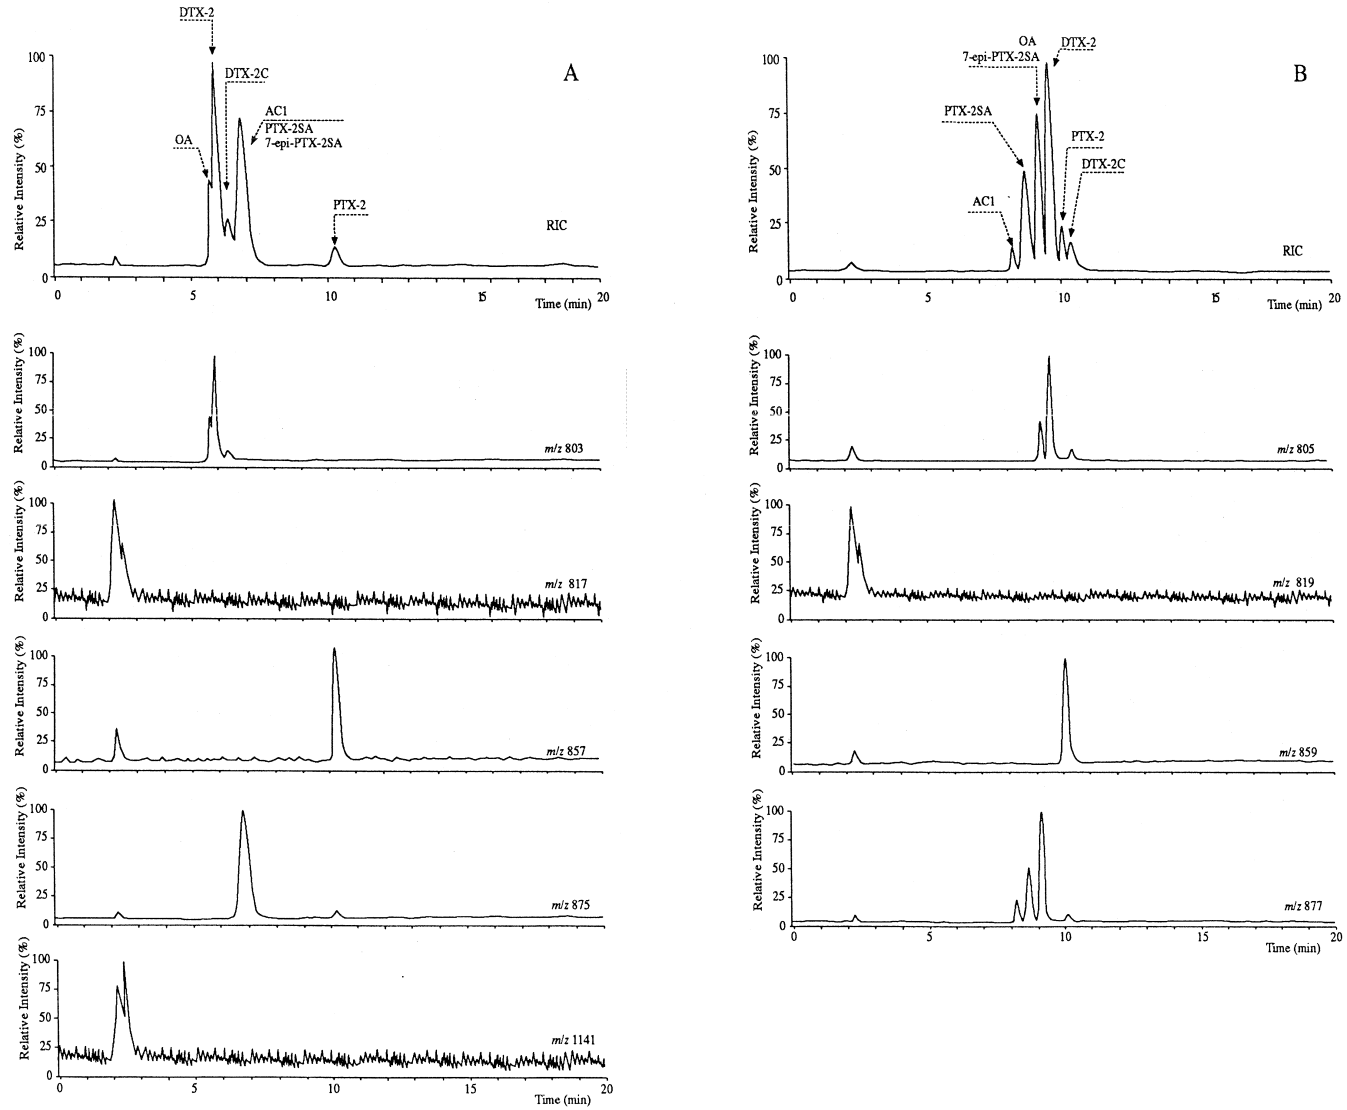 DTX-2
DTX-2C
AC1
PTX-2SA
7-epi-PTX-2SA
OA
PTX-2
A
RIC
Relative Intensity (%)
100
75
50
25
0
0 5 10 15 20
Time (min)
Relative Intensity (%)
100
75
50
25
0
m/z 803
Relative Intensity (%)
100
75
50
25
0
m/z 817
Relative Intensity (%)
100
75
50
25
0
m/z 857
Relative Intensity (%)
100
75
50
25
0
m/z 875
Relative Intensity (%)
100
75
50
25
0
m/z 1141
0 5 10 15 20
Time (min)
OA
7-epi-PTX-2SA
DTX-2
PTX-2SA
PTX-2
DTX-2C
AC1
B
RIC
Relative Intensity (%)
100
75
50
25
0
0 5 10 15 20
Time (min)
Relative Intensity (%)
100
75
50
25
0
m/z 805
Relative Intensity (%)
100
75
50
25
0
m/z 819
Relative Intensity (%)
100
75
50
25
0
m/z 859
Relative Intensity (%)
100
75
50
25
0
m/z 877
0 5 10 15 20
Time (min)